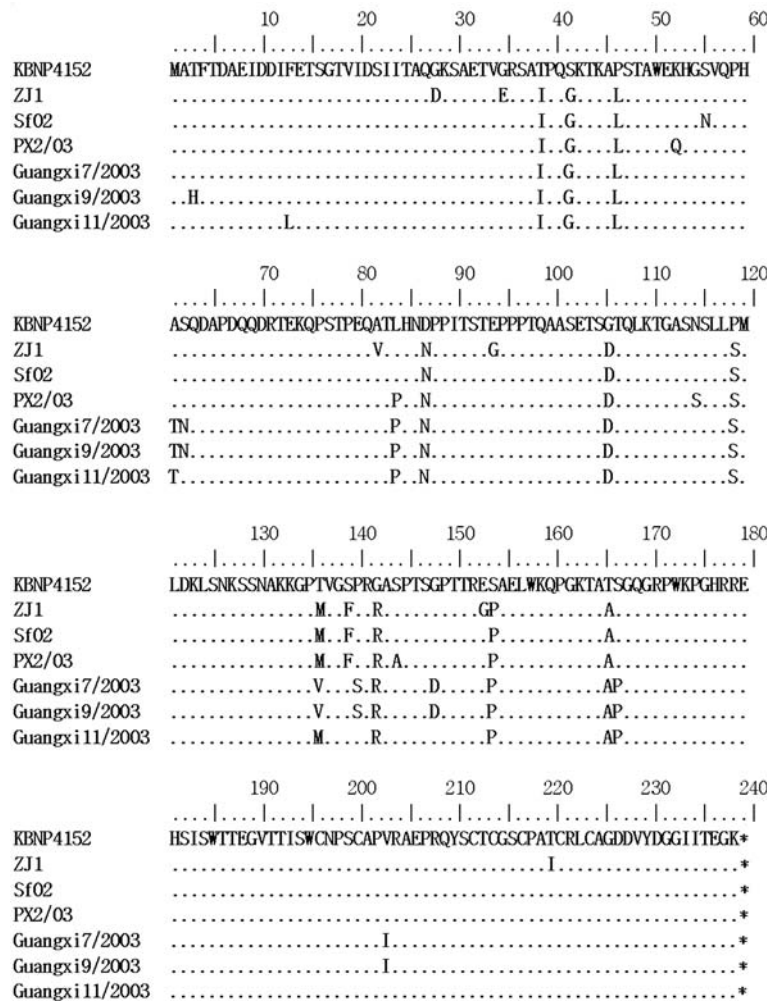 10 20 30 40 50 60
....|....|....|....|....|....|....|....|....|....|....|....|
KBNP4152 MATFTDAEIDDIFETSGTVIDSIITAQGKSAETVGRSATPQSKTKAPSTAWEKHGSVQPH
ZJ1 ...........................D......E...I..G....L.............
Sf02 ......................................I..G....L........N....
PX2/03 ......................................I..G....L.....Q.......
Guangxi7/2003 ......................................I..G....L.............
Guangxi9/2003 ..H...................................I..G....L.............
Guangxi11/2003 ............L.........................I..G....L.............
70 80 90 100 110 120
....|....|....|....|....|....|....|....|....|....|....|....|
KBNP4152 ASQDAPDQQDRTEKQPSTPEQATLHNDPPITSTEPPPTQAASETSGTQLKTGASNSLLPM
ZJ1 .....................V....N......G...........D............S.
Sf02 ..........................N..................D............S.
PX2/03 .......................P..N..................D........S...S.
Guangxi7/2003 TN.....................P..N..................D............S.
Guangxi9/2003 TN.....................P..N..................D............S.
Guangxi11/2003 T......................P..N..................D............S.
130 140 150 160 170 180
....|....|....|....|....|....|....|....|....|....|....|....|
KBNP4152 LDKLSNKSSNAKKGPTVGSPRGASPTSGPTTRESAELWKQPGKTATSGQGRPWKPGHRRE
ZJ1 ...............M..F..R..........GP...........A..............
Sf02 ...............M..F..R...........P...........A..............
PX2/03 ...............M..F..R.A.........P...........A..............
Guangxi7/2003 ...............V...S.R.....D.....P...........AP.............
Guangxi9/2003 ...............V...S.R.....D.....P...........AP.............
Guangxi11/2003 ...............M.....R...........P...........AP.............
190 200 210 220 230 240
....|....|....|....|....|....|....|....|....|....|....|....|
KBNP4152 HSISWTTEGVTTISWCNPSCAPVRAEPRQYSCTCGSCPATCRLCAGDDVYDGGIITEGK*
ZJ1 .......................................I...................*
Sf02 ...........................................................*
PX2/03 ...........................................................*
Guangxi7/2003 ......................I....................................*
Guangxi9/2003 ......................I....................................*
Guangxi11/2003 ...........................................................*